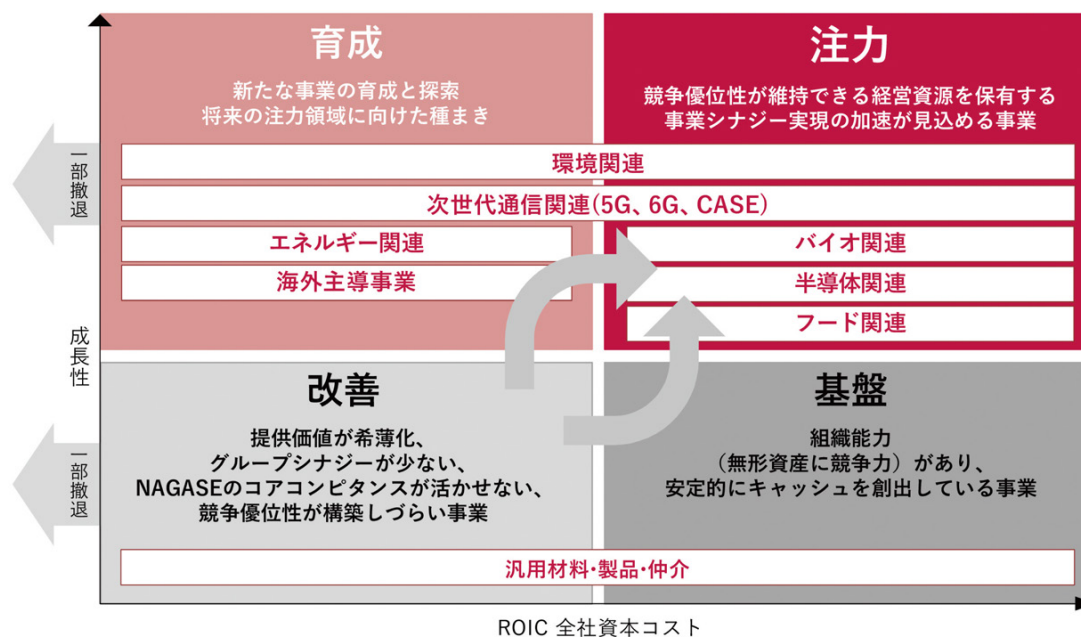 育成
新たな事業の育成と探索
将来の注力領域に向けた種まき
注力
競争優位性が維持できる経営資源を保有する
事業シナジー実現の加速が見込める事業
一部撤退
環境関連
次世代通信関連(5G、6G、CASE)
エネルギー関連
海外主導事業
バイオ関連
半導体関連
フード関連
成長性
改善
提供価値が希薄化、
グループシナジーが少ない、
NAGASEのコアコンピタンスが活かせない、
競争優位性が構築しづらい事業
基盤
組織能力
（無形資産に競争力）があり、
安定的にキャッシュを創出している事業
一部撤退
汎用材料・製品・仲介
ROIC 全社資本コスト